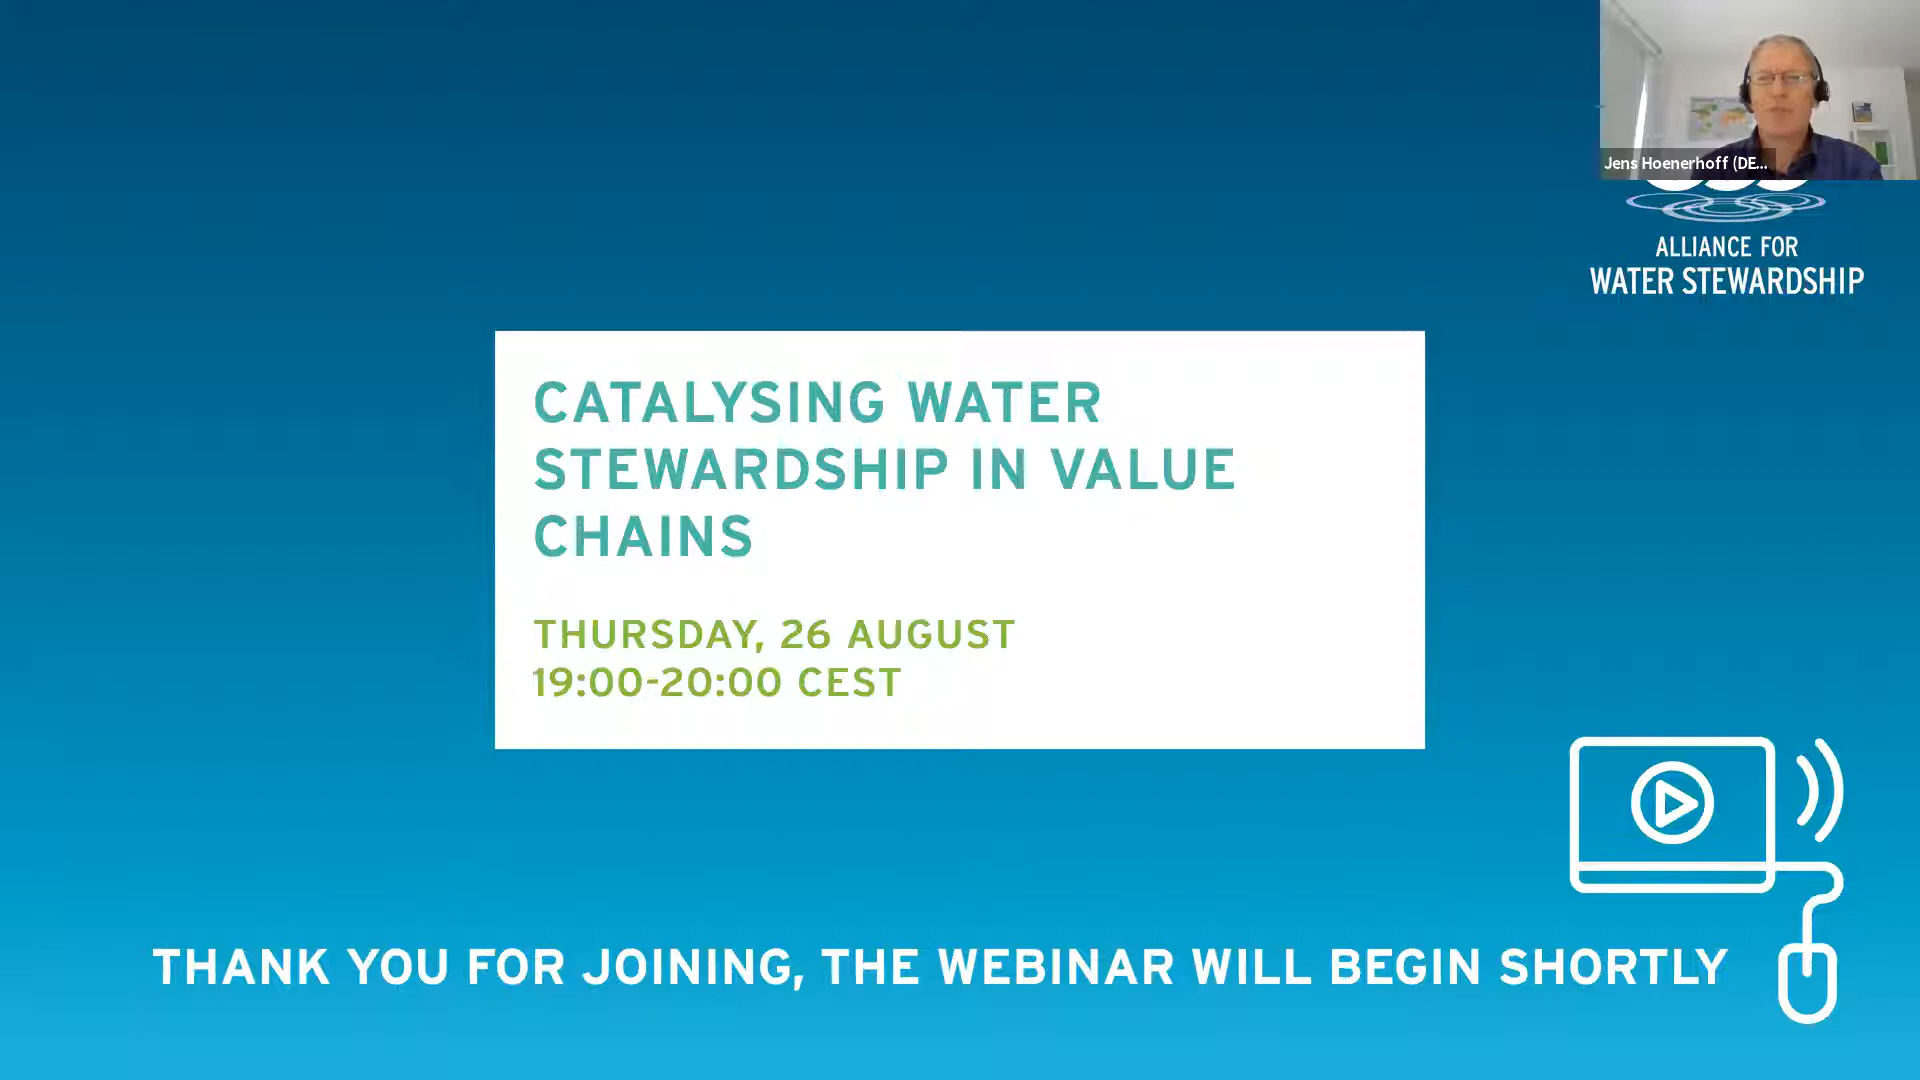 Jens Hoenerhoff (DE...
ALLIANCE FOR
WATER STEWARDSHIP
CATALYSING WATER
STEWARDSHIP IN VALUE
CHAINS
THURSDAY, 26 AUGUST
19:00-20:00 CEST
THANK YOU FOR JOINING, THE WEBINAR WILL BEGIN SHORTLY